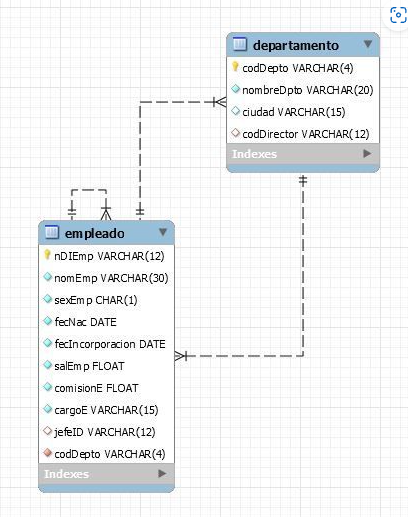 departamento
codDepto VARCHAR(4)
nombreDpto VARCHAR(20)
ciudad VARCHAR(15)
codDirector VARCHAR(12)
Indexes
empleado
nDIEmp VARCHAR(12)
nomEmp VARCHAR(30)
sexEmp CHAR(1)
fecNac DATE
fecIncorporacion DATE
salEmp FLOAT
comisionE FLOAT
cargoE VARCHAR(15)
jefeID VARCHAR(12)
codDepto VARCHAR(4)
Indexes